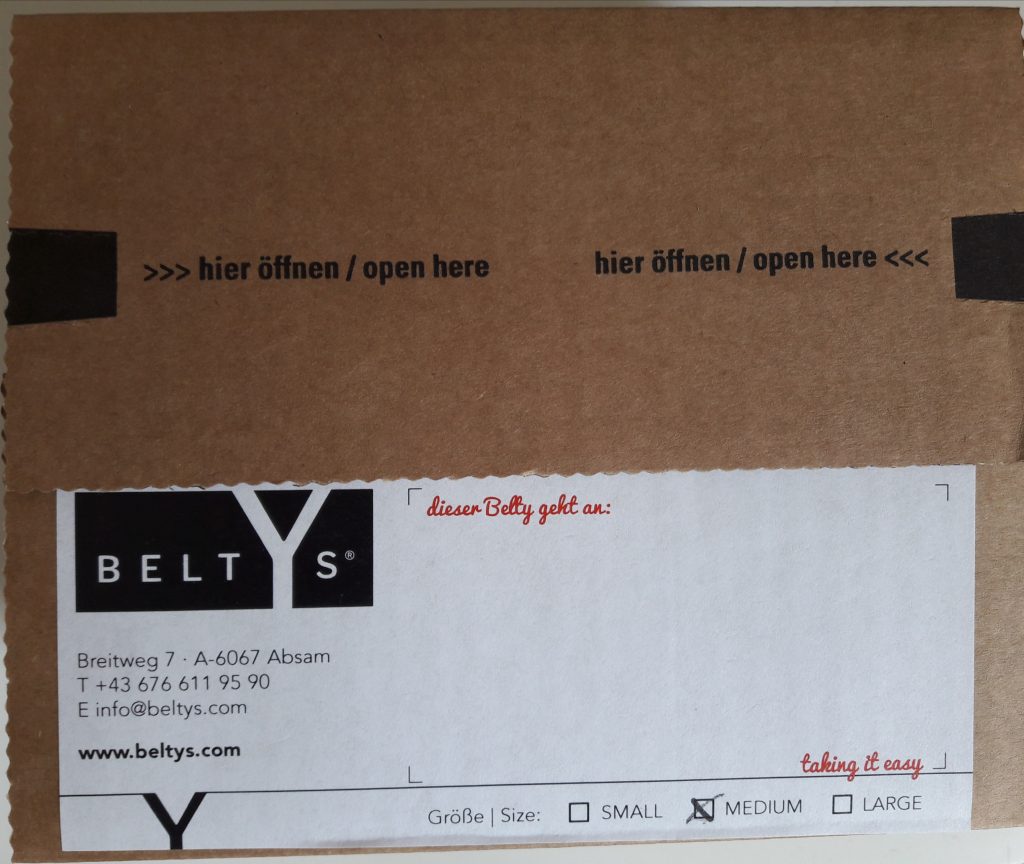 >>> hier öffnen / open here
hier öffnen / open here <<<
BELTYS®
dieser Belty geht an:
Breitweg 7 · A-6067 Absam
T +43 676 611 95 90
E info@beltys.com
www.beltys.com
taking it easy
Größe | Size: SMALL MEDIUM LARGE